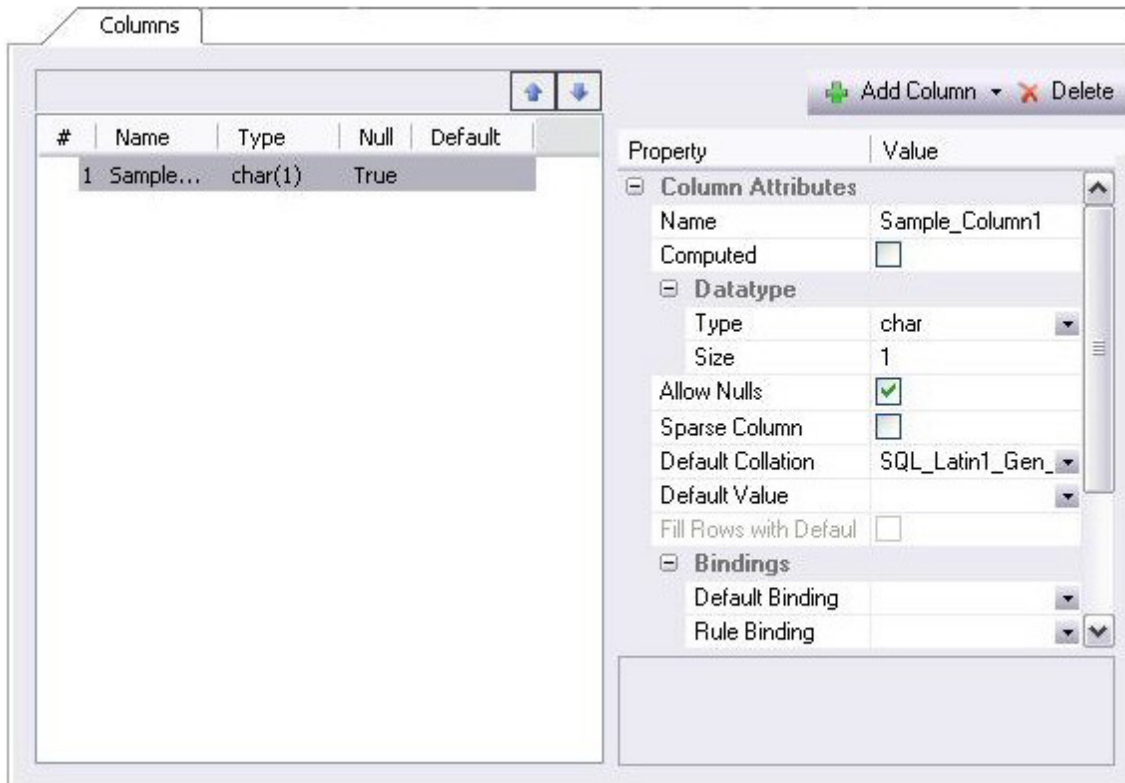 Columns
Add Column Delete
# Name Type Null Default
1 Sample... char(1) True
Property Value
Column Attributes
Name Sample_Column1
Computed
Datatype
Type char
Size 1
Allow Nulls
Sparse Column
Default Collation SQL_Latin1_Gen_
Default Value
Fill Rows with Defaul
Bindings
Default Binding
Rule Binding